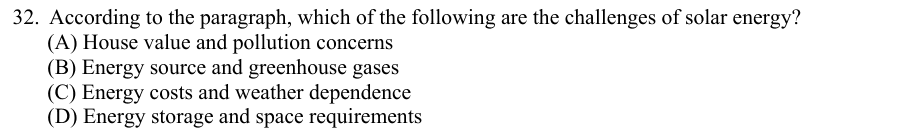 32. According to the paragraph, which of the following are the challenges of solar energy?
(A) House value and pollution concerns
(B) Energy source and greenhouse gases
(C) Energy costs and weather dependence
(D) Energy storage and space requirements